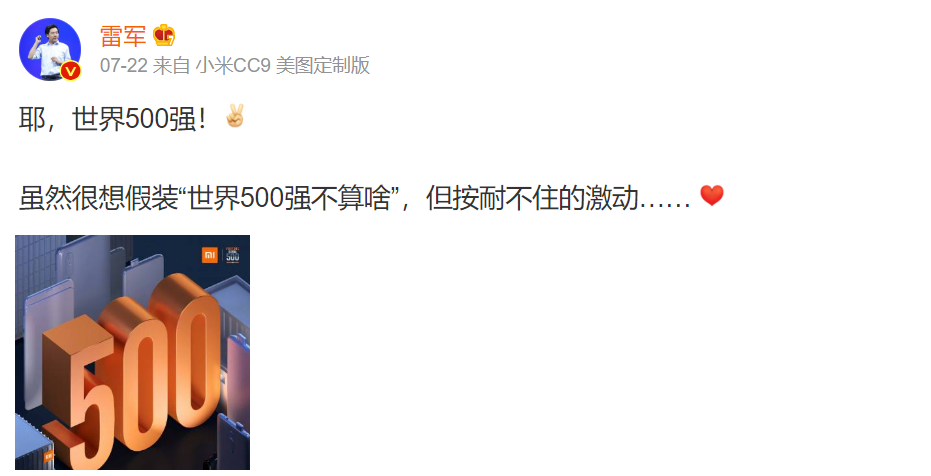 雷军
07-22 来自 小米CC9 美图定制版
耶，世界500强！✌
虽然很想假装“世界500强不算啥”，但按耐不住的激动…… ❤
mi
500
500
mi